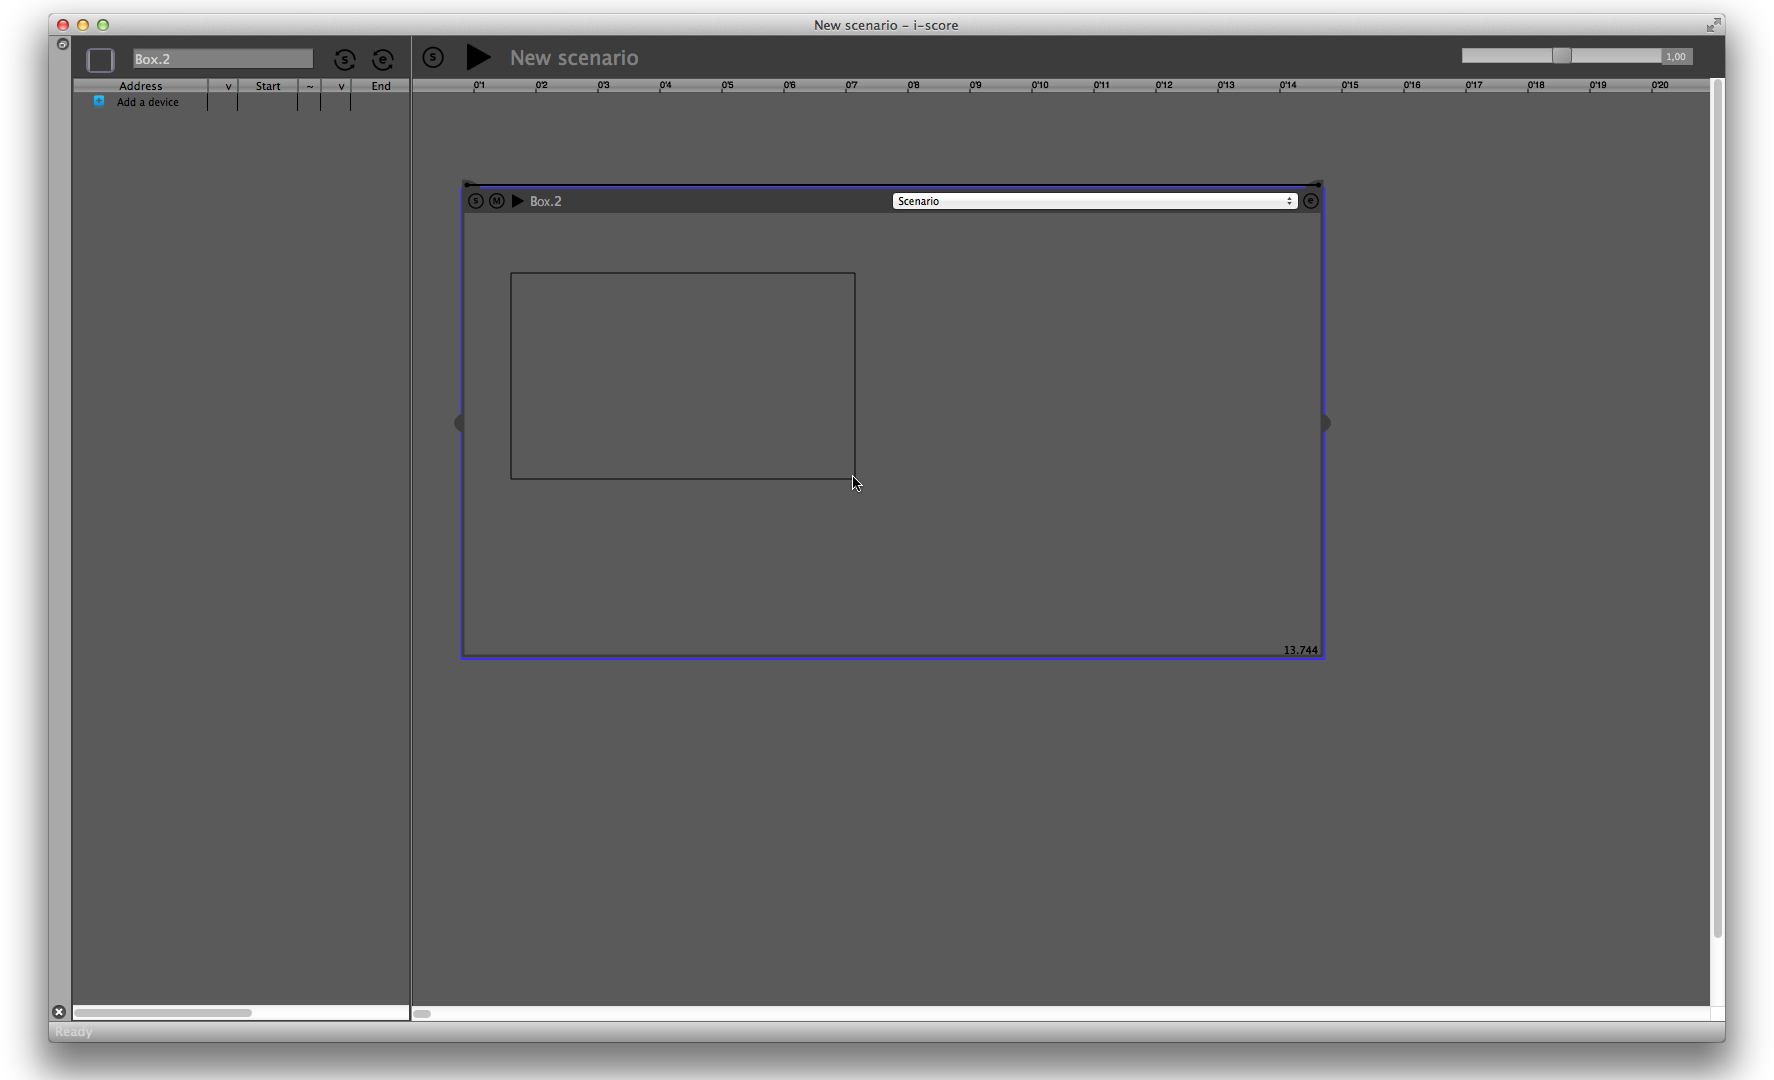 New scenario - i-score
Box.2
s
e
S
New scenario
1,00
Address v Start ~ v End
0'1 0'2 0'3 0'4 0'5 0'6 0'7 0'8 0'9 0'10 0'11 0'12 0'13 0'14 0'15 0'16 0'17 0'18 0'19 0'20
Add a device
S M Box.2 Scenario e
13.744
Ready